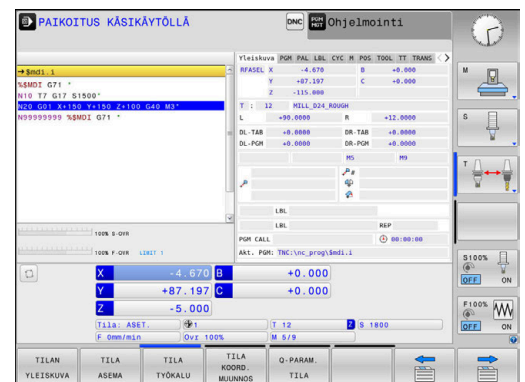 PAIKOITUS KÄSIKÄYTÖLLÄ
DNC
PGM MGT
Ohjelmointi
→$mdi.i
%$MDI G71 *
N10 T7 G17 S1500*
N20 G01 X+150 Y+150 Z+100 G40 M3*
N99999999 %$MDI G71 *
100% S-OVR
100% F-OVR LIMIT 1
Yleiskuva PGM PAL LBL CYC M POS TOOL TT TRANS
RFASEL X -4.670 B +0.0000
Y +87.197 C +0.0000
Z -115.000
T : 12 MILL_D24_ROUGH
L +90.0000 R +12.0000
DL-TAB +0.0000 DR-TAB +0.0000
DL-PGM +0.0000 DR-PGM +0.0000
M5 M9
P#
P
LBL
LBL REP
PGM CALL 00:00:00
Akt. PGM: TNC:\nc_prog\$mdi.i
X -4.670 B +0.000
Y +87.197 C +0.000
Z -5.000
Tila: ASET. 1 T 12 Z S 1800
F 0mm/min Ovr 100% M 5/9
M
S
T
S100%
OFF ON
F100%
OFF ON
TILAN YLEISKUVA
TILA ASEMA
TILA TYÖKALU
TILA KOORD. MUUNNOS
Q-PARAM. TILA